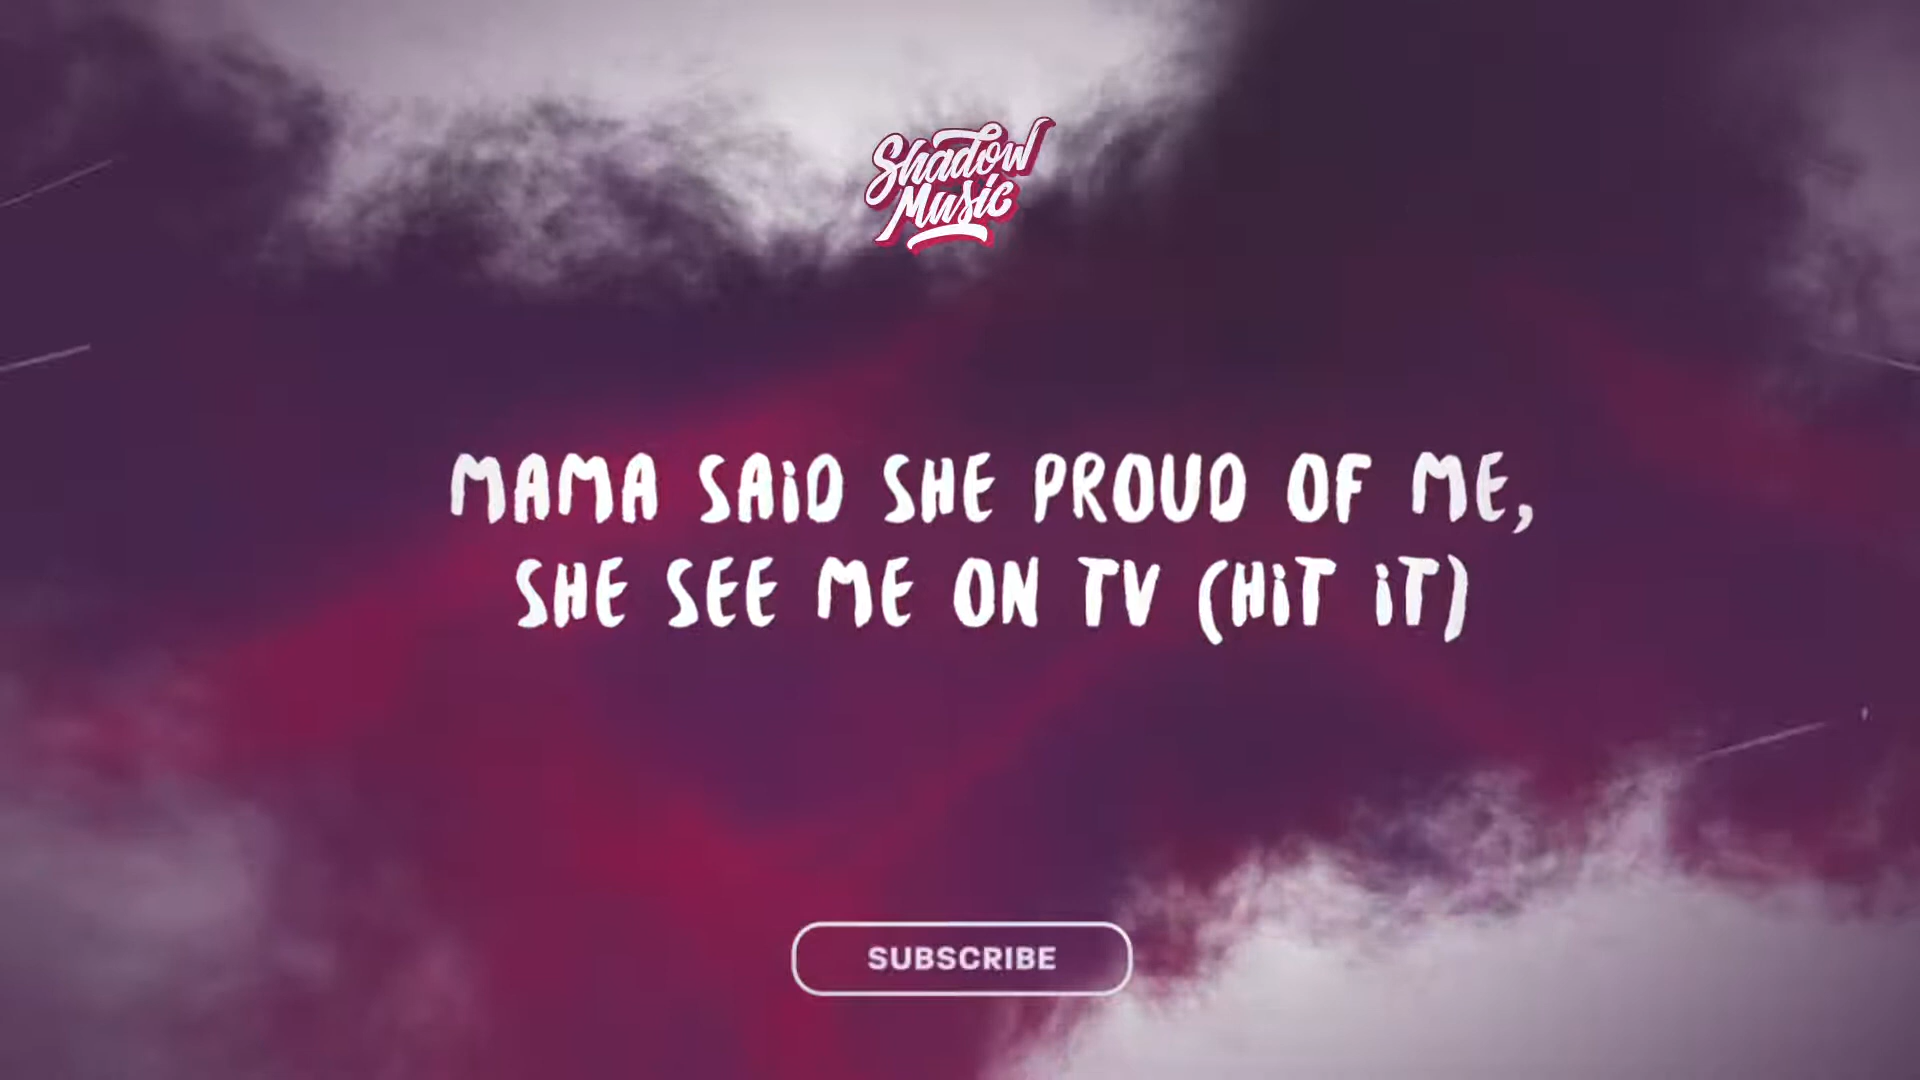 Shadow
Music
MAMA SAiD SHE PROUD OF ME,
SHE SEE ME ON TV (HiT iT)
SUBSCRIBE